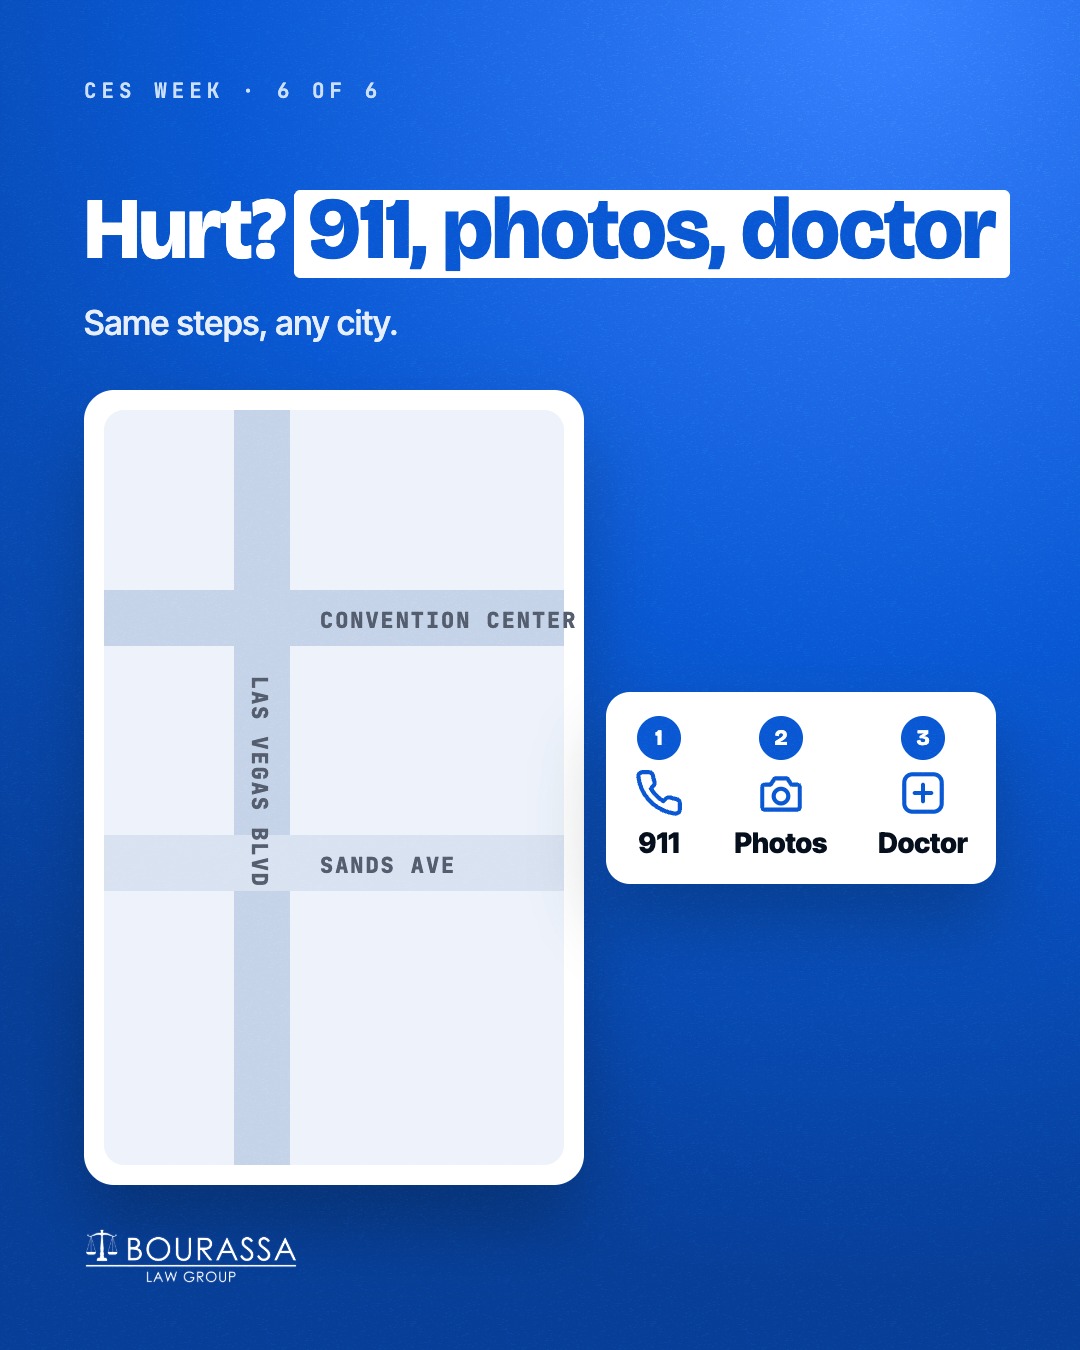 CES WEEK · 6 OF 6
Hurt? 911, photos, doctor
Same steps, any city.
CONVENTION CENTER
LAS VEGAS BLVD
SANDS AVE
1 2 3
911 Photos Doctor
BOURASSA
LAW GROUP